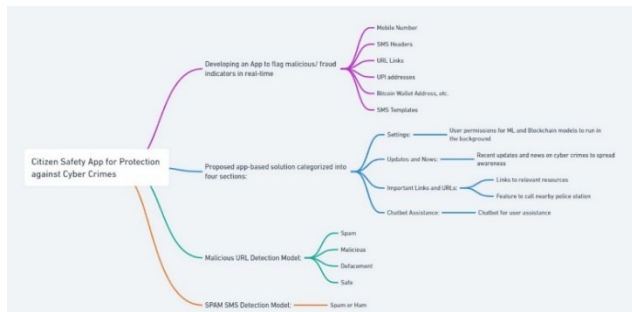 Citizen Safety App for Protection
against Cyber Crimes
Developing an App to flag malicious/ fraud
indicators in real-time
Mobile Number
SMS Headers
URL Links
UPI addresses
Bitcoin Wallet Address, etc.
SMS Templates
Proposed app-based solution categorized into
four sections:
Settings:
User permissions for ML and Blockchain models to run in
the background
Updates and News:
Recent updates and news on cyber crimes to spread
awareness
Important Links and URLs:
Links to relevant resources
Feature to call nearby police station
Chatbot Assistance:
Chatbot for user assistance
Malicious URL Detection Model:
Spam
Malicious
Defacement
Safe
SPAM SMS Detection Model:
Spam or Ham